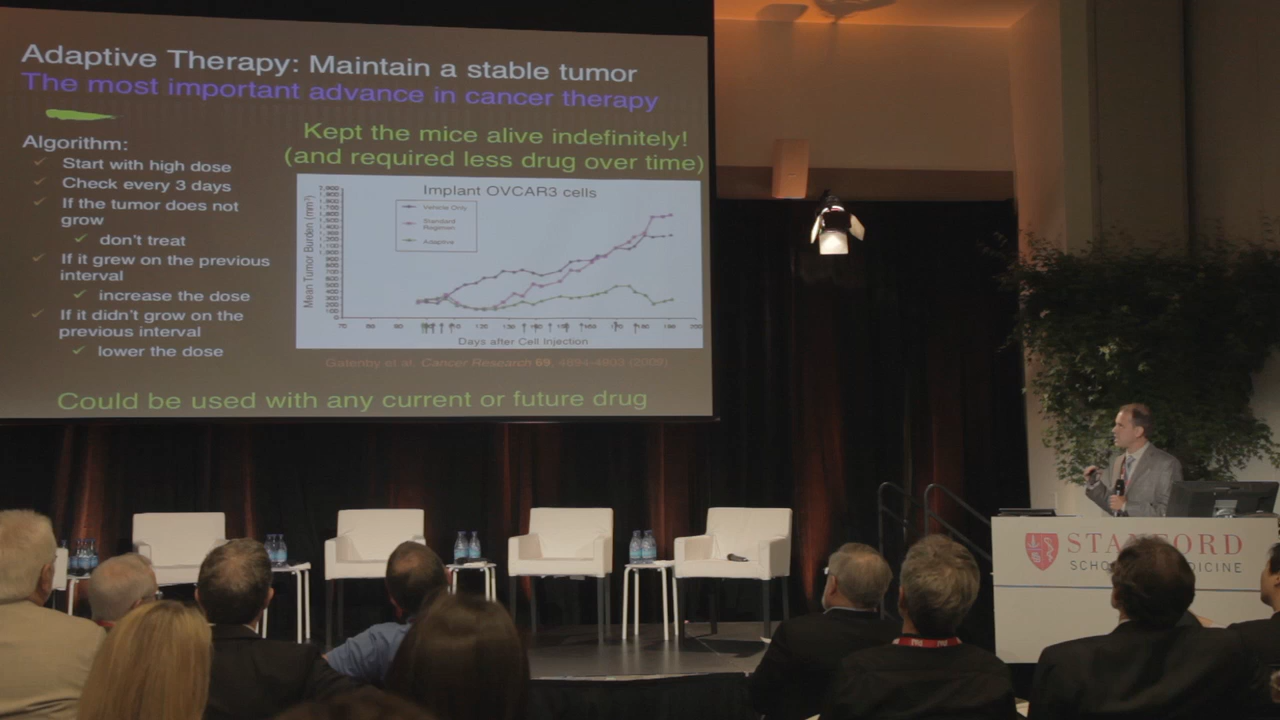 Adaptive Therapy: Maintain a stable tumor
The most important advance in cancer therapy
Algorithm:
Start with high dose
Check every 3 days
If the tumor does not
grow
don't treat
If it grew on the previous
interval
increase the dose
If it didn't grow on the
previous interval
lower the dose
Kept the mice alive indefinitely!
(and required less drug over time)
Implant OVCAR3 cells
Vehicle Only
Standard
Regimen
Adaptive
Mean Tumor Burden (mm³)
Days after Cell Injection
Gatenby et al. Cancer Research 69, 4894-4903 (2009)
Could be used with any current or future drug
STANFORD